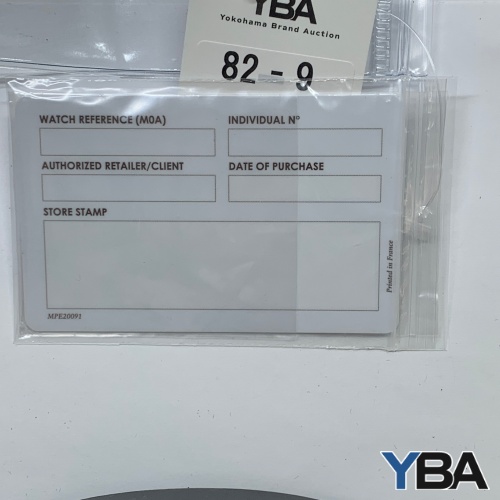 YBA
Yokohama Brand Auction
82 - 9
WATCH REFERENCE (M0A)
INDIVIDUAL N°
AUTHORIZED RETAILER/CLIENT
DATE OF PURCHASE
STORE STAMP
Printed in France
MPE20091
YBA